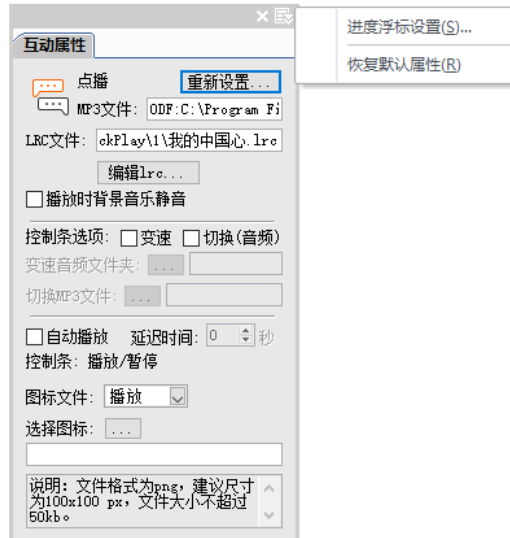 进度浮标设置(S)...
互动属性
恢复默认属性(R)
点播 重新设置...
MP3文件: ODF:C:\Program Fi
LRC文件: ckPlay\1\我的中国心.lrc
编辑lrc...
播放时背景音乐静音
控制条选项: 变速 切换(音频)
变速音频文件夹: ...
切换MP3文件: ...
自动播放 延迟时间: 0 秒
控制条: 播放/暂停
图标文件: 播放
选择图标: ...
说明: 文件格式为png, 建议尺寸
为100x100 px, 文件大小不超过
50kb。